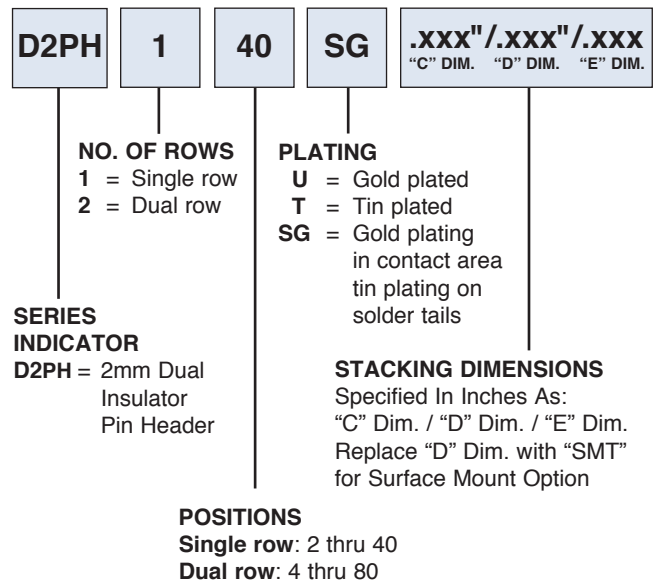 D2PH 1 40 SG .xxx"/.xxx"/.xxx
“C” DIM. “D” DIM. “E” DIM.
NO. OF ROWS
1 = Single row
2 = Dual row
PLATING
U = Gold plated
T = Tin plated
SG = Gold plating
in contact area
tin plating on
solder tails
SERIES
INDICATOR
D2PH = 2mm Dual
Insulator
Pin Header
STACKING DIMENSIONS
Specified In Inches As:
“C” Dim. / “D” Dim. / “E” Dim.
Replace “D” Dim. with “SMT”
for Surface Mount Option
POSITIONS
Single row: 2 thru 40
Dual row: 4 thru 80